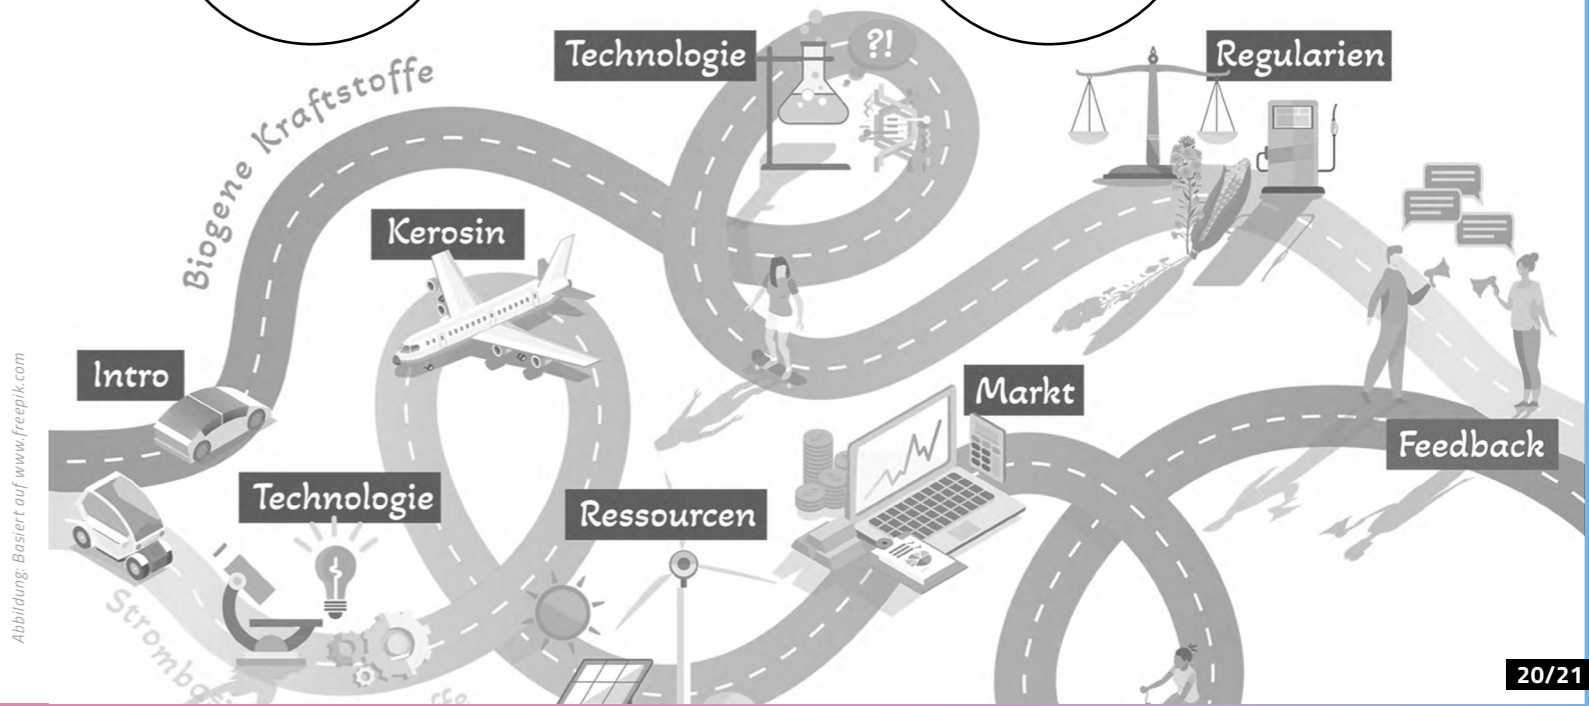 Technologie
?!
Regularien
Biogene Kraftstoffe
Kerosin
Intro
Markt
Feedback
Technologie
Ressourcen
Abbildung: Basiert auf www.freepik.com
20/21